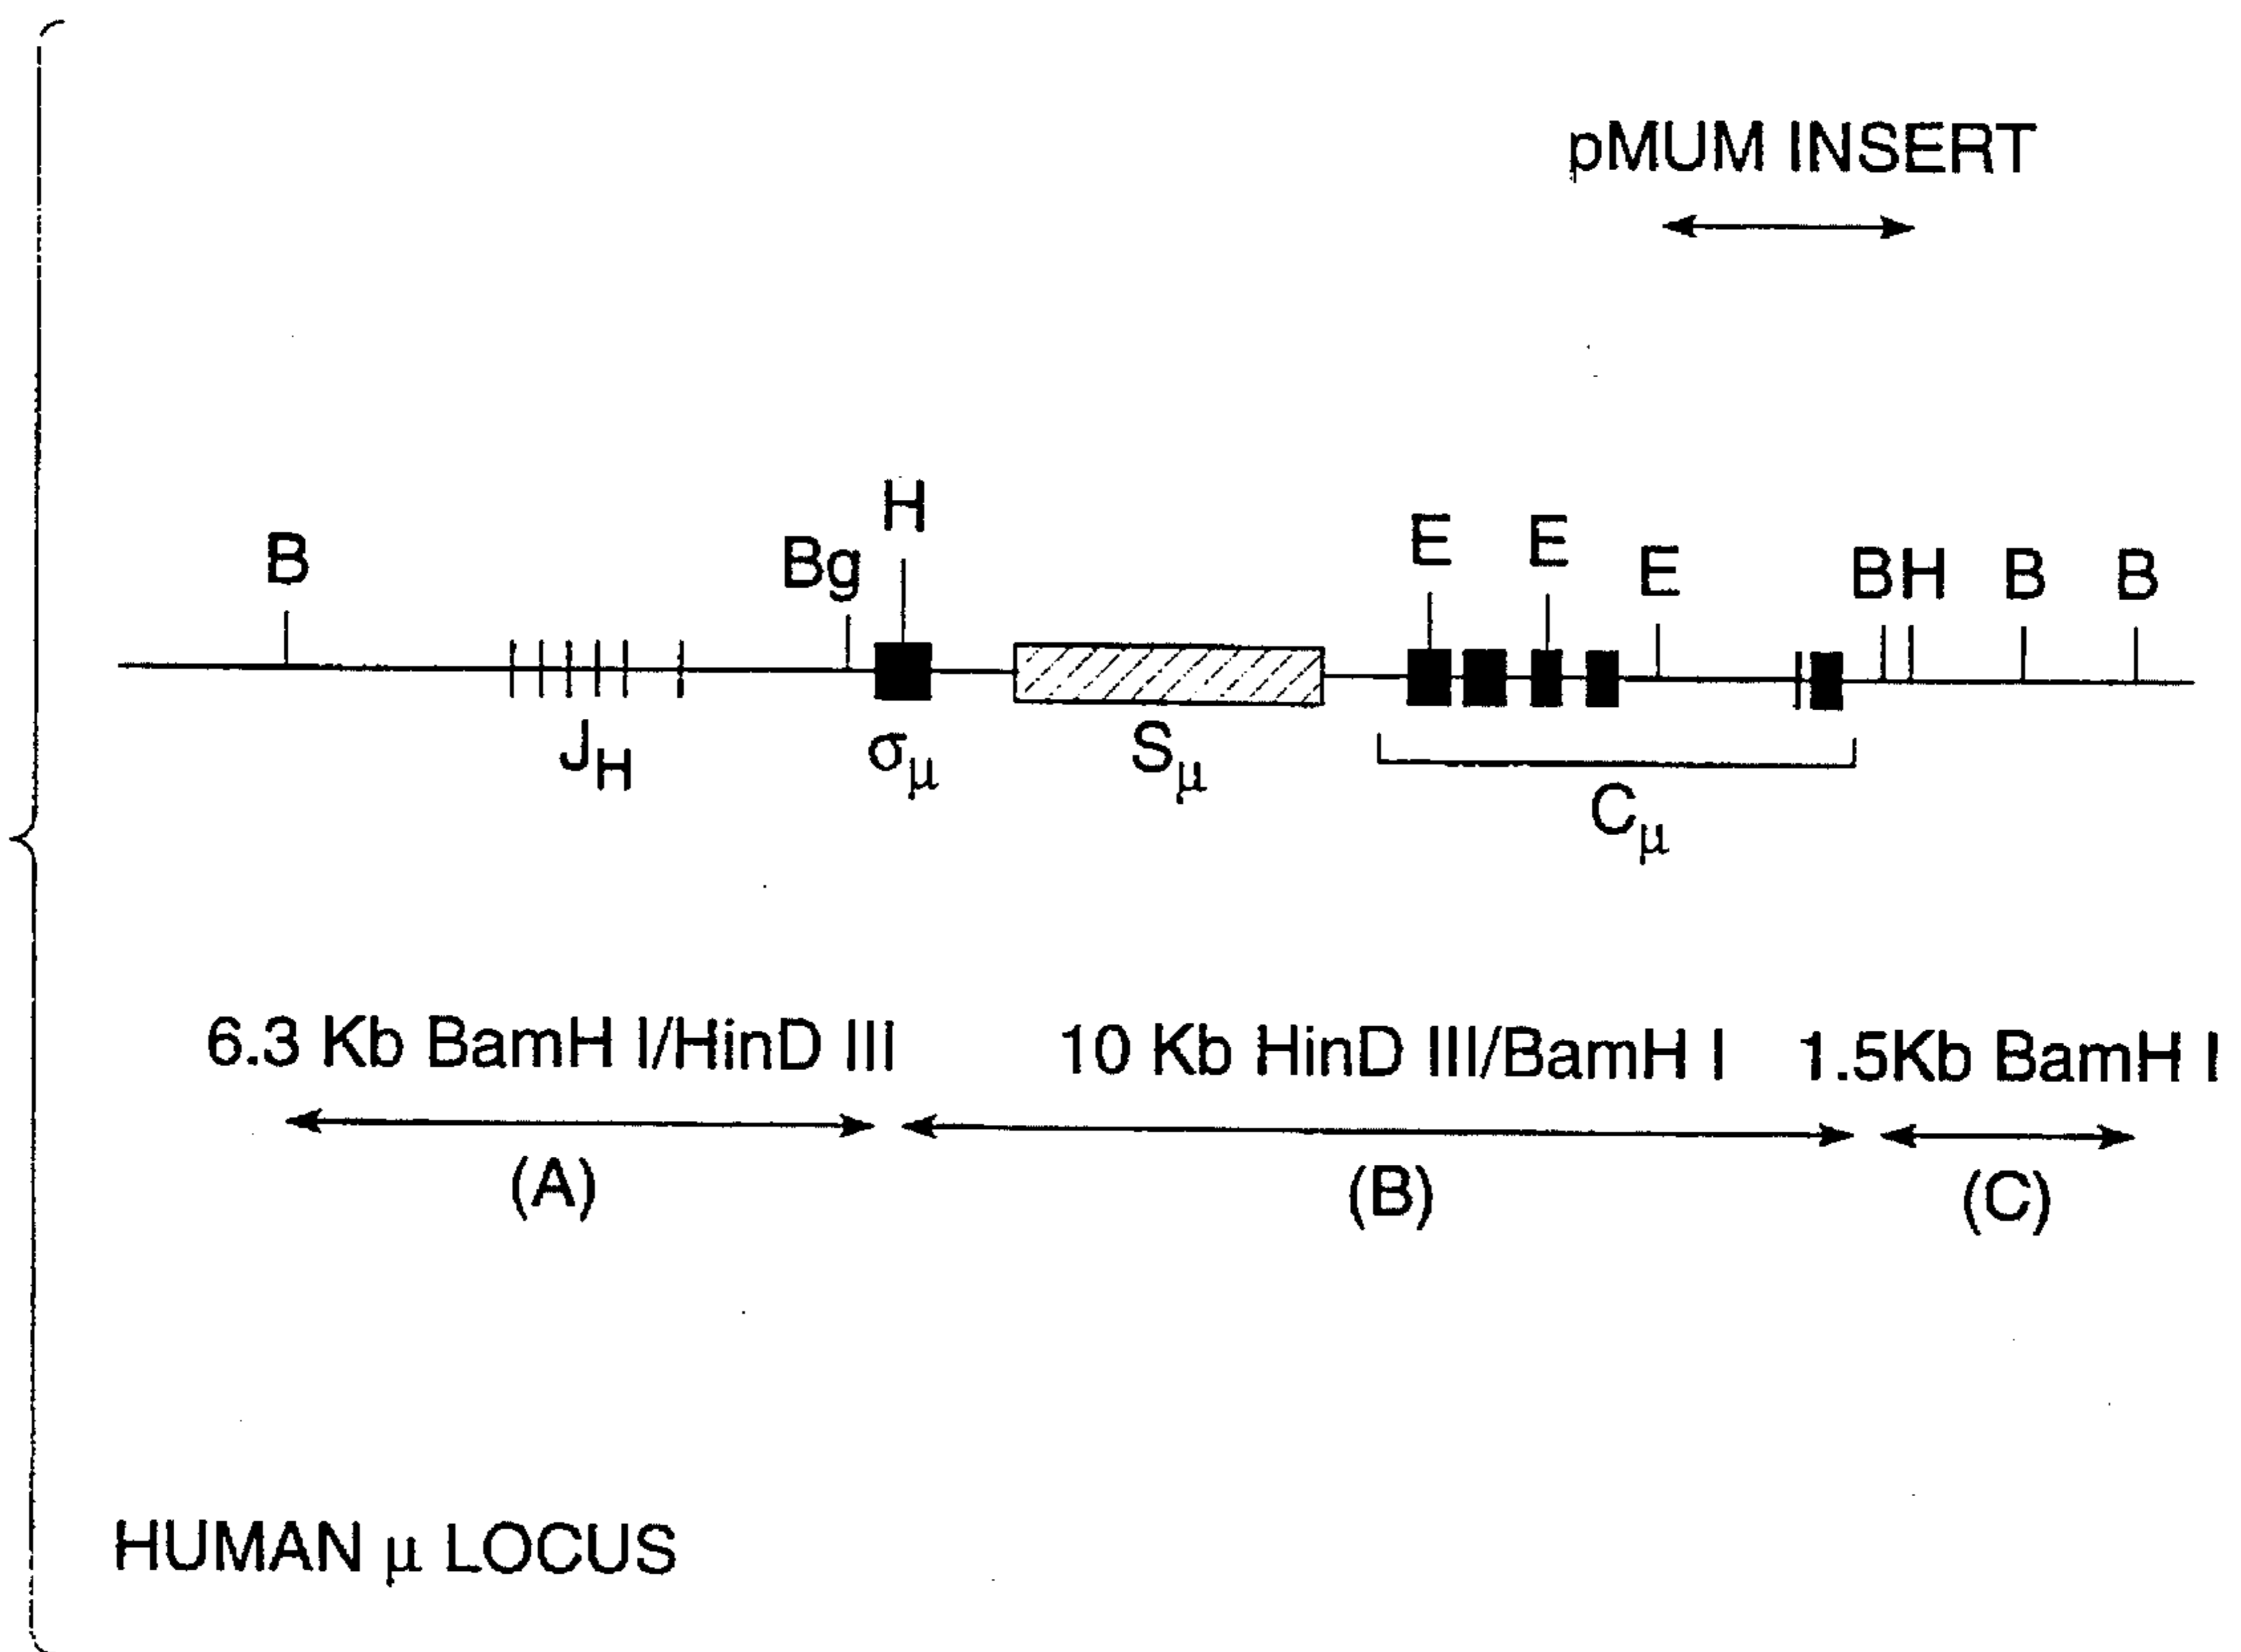 pMUM INSERT
B Bg H E E E B H B B
J_H σ_μ S_μ C_μ
6.3 Kb BamH I/HinD III 10 Kb HinD III/BamH I 1.5Kb BamH I
(A) (B) (C)
HUMAN μ LOCUS